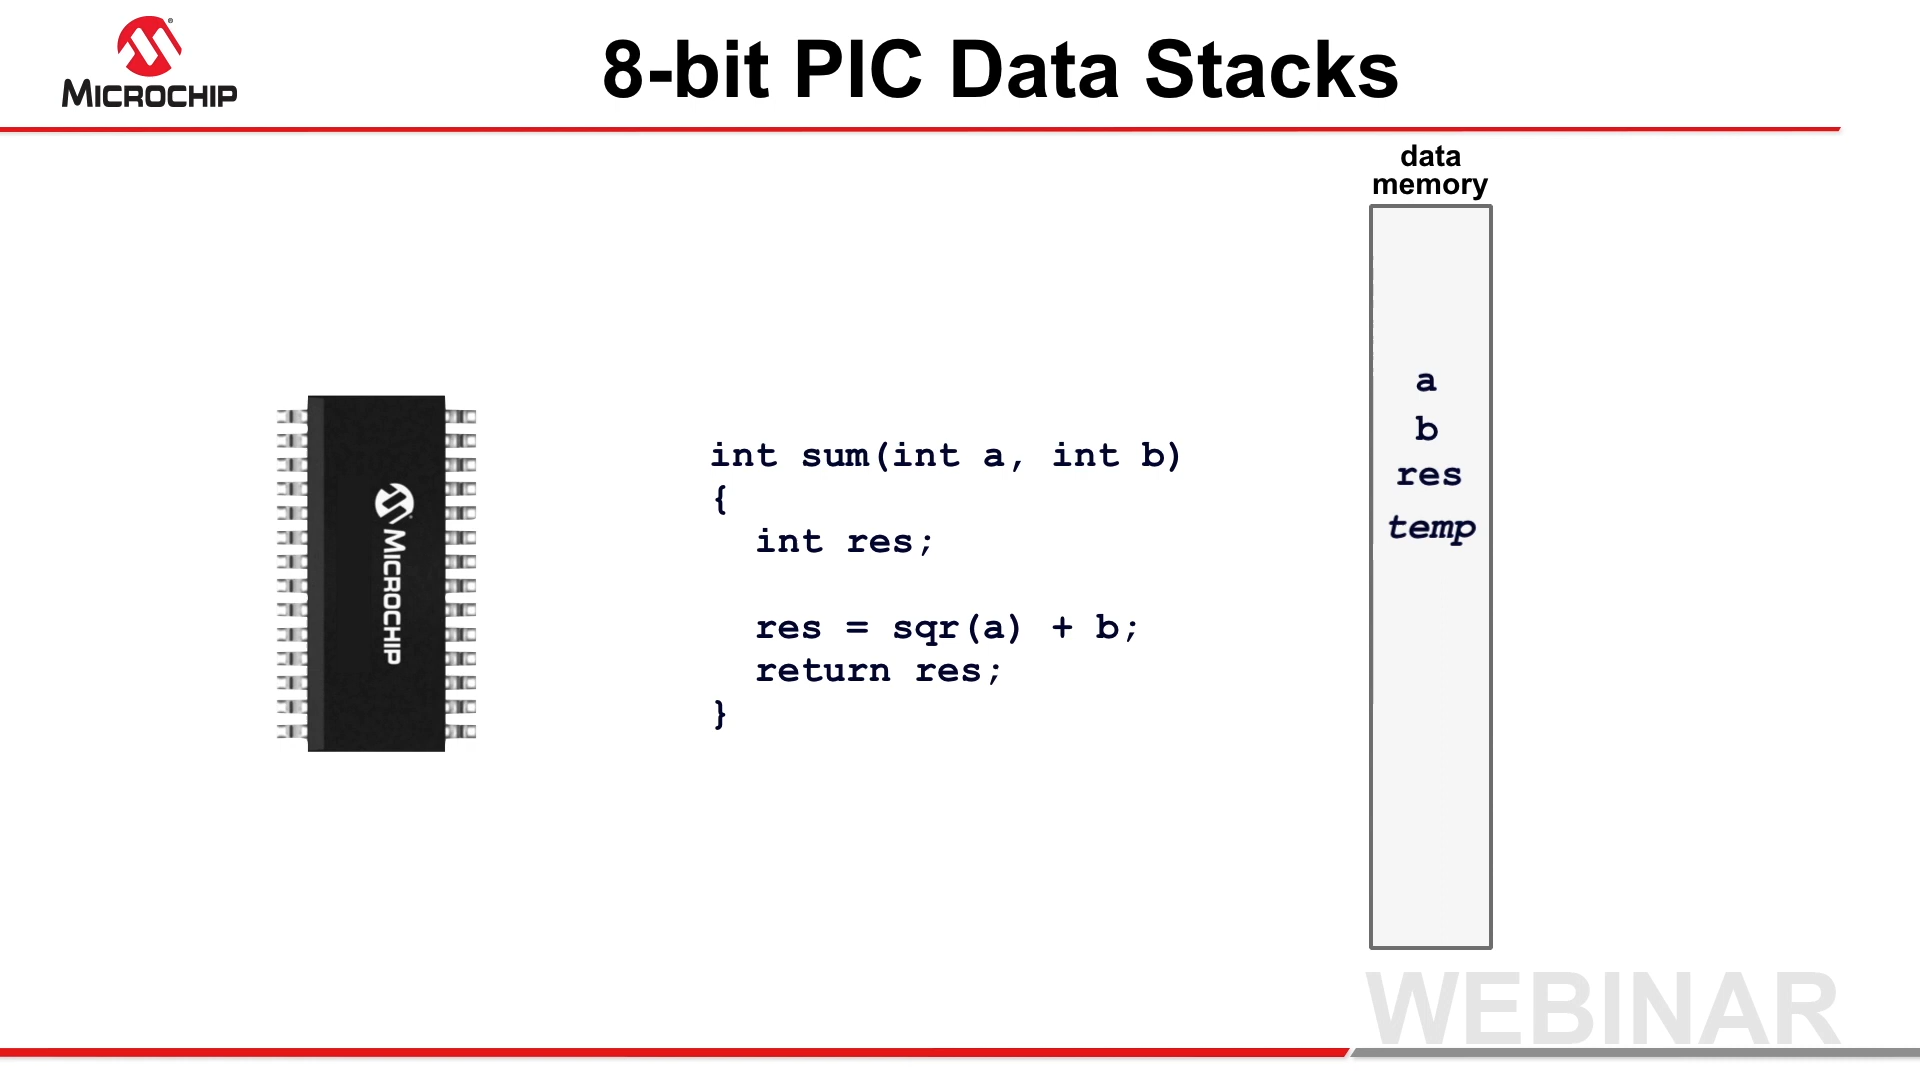 MICROCHIP
8-bit PIC Data Stacks
data
memory
MICROCHIP
int sum(int a, int b)
{
  int res;
  res = sqr(a) + b;
  return res;
}
a
b
res
temp
WEBINAR